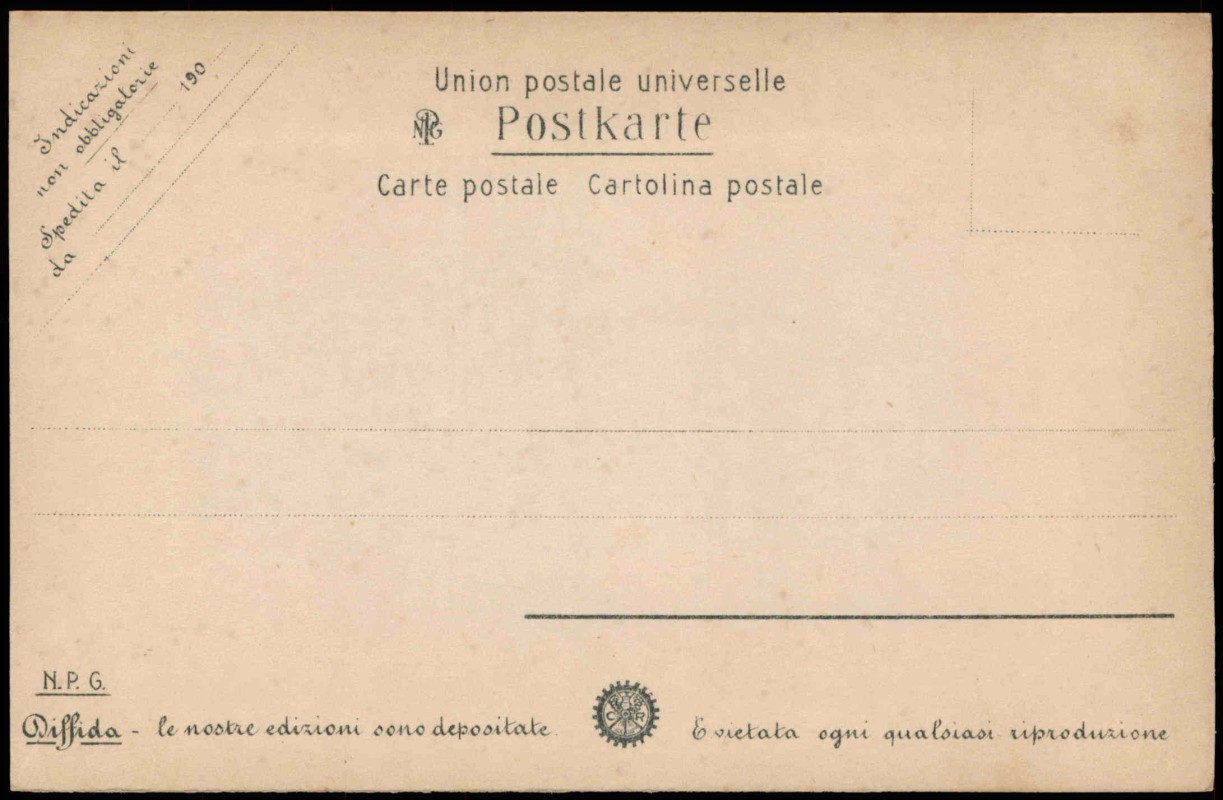 Indicazioni
non obbligatorie
Spedita il 190
da
Union postale universelle
NPG Postkarte
Carte postale Cartolina postale
N. P. G.
Diffida - le nostre edizioni sono depositate. E vietata ogni qualsiasi riproduzione